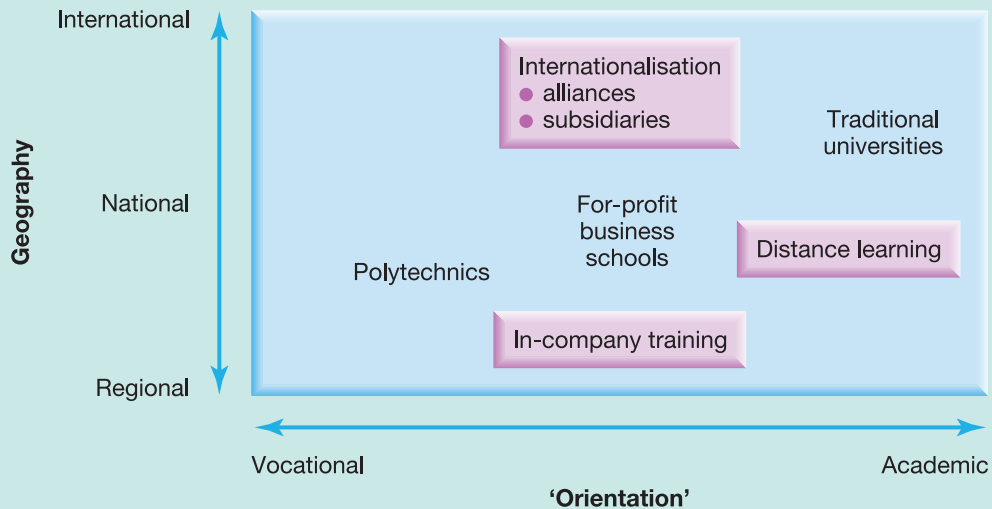 International
Internationalisation
● alliances
● subsidiaries
Traditional
universities
Geography
National
For-profit
business
schools
Distance learning
Polytechnics
In-company training
Regional
Vocational
Academic
‘Orientation’